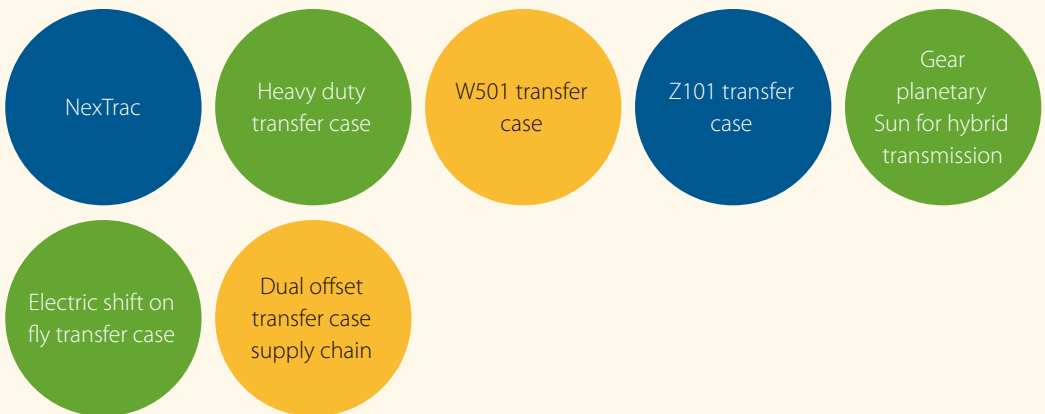 NexTrac
Heavy duty
transfer case
W501 transfer
case
Z101 transfer
case
Gear
planetary
Sun for hybrid
transmission
Electric shift on
fly transfer case
Dual offset
transfer case
supply chain